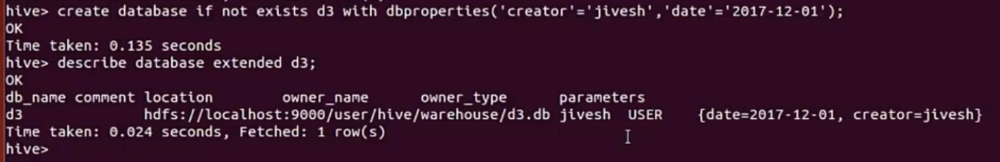 hive> create database if not exists d3 with dbproperties('creator'='jivesh','date'='2017-12-01');
OK
Time taken: 0.135 seconds
hive> describe database extended d3;
OK
db_name comment location owner_name owner_type parameters
d3 hdfs://localhost:9000/user/hive/warehouse/d3.db jivesh USER {date=2017-12-01, creator=jivesh}
Time taken: 0.024 seconds, Fetched: 1 row(s)
hive>